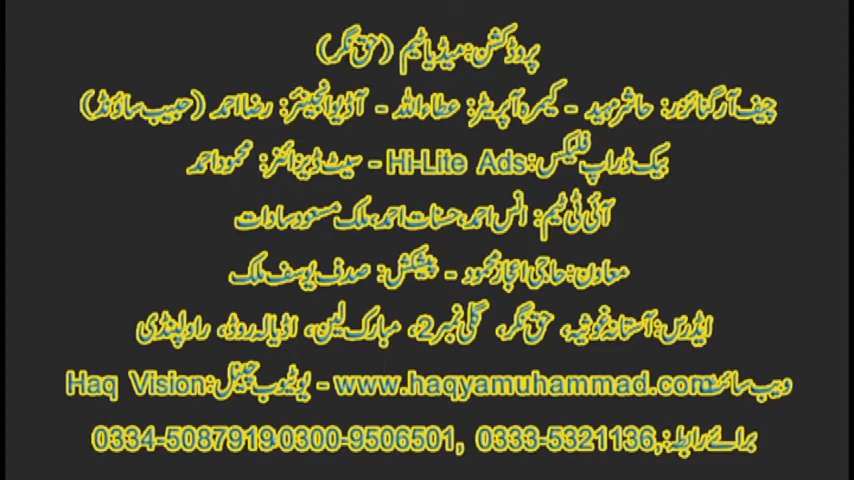 پروڈکشن: میڈیا ٹیم (حق نگر)
چیف آرگنائزر: حاشر مہید - کیمرہ آپریٹر: عطاء اللہ - آڈیو انجینئر: رضا احمد (حبیب ساؤنڈ)
بیک ڈراپ فلیکس: Hi-Lite Ads - سیٹ ڈیزائنر: محمود احمد
آئی ٹی ٹیم: انس احمد، حسنات احمد، ملک مسعود سادات
معاون: حاجی اعجاز محمود - پیشکش: صدف یوسف ملک
ایڈرس: آستانہ غوثیہ، حق نگر، گلی نمبر 2، مبارک لین، اڈیالہ روڈ، راولپنڈی
ویب سائٹ www.haqyamuhammad.com - یوٹیوب چینل: Haq Vision
برائے رابطہ: 0333-5321136, 0300-9506501, 0334-5087919